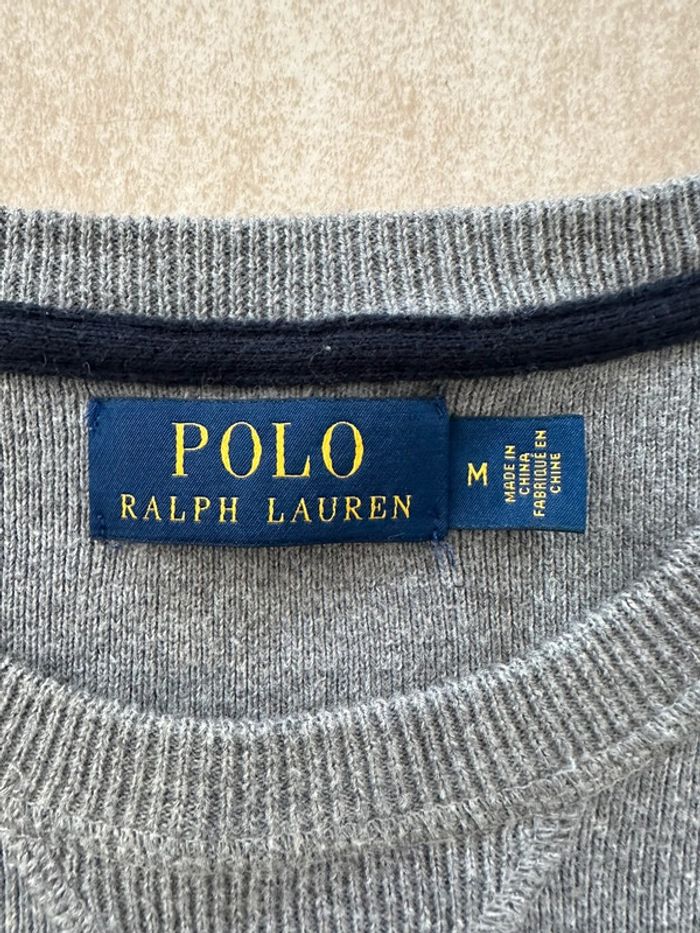 POLO
RALPH LAUREN
M
MADE IN
CHINA
FABRIQUÉ EN
CHINE